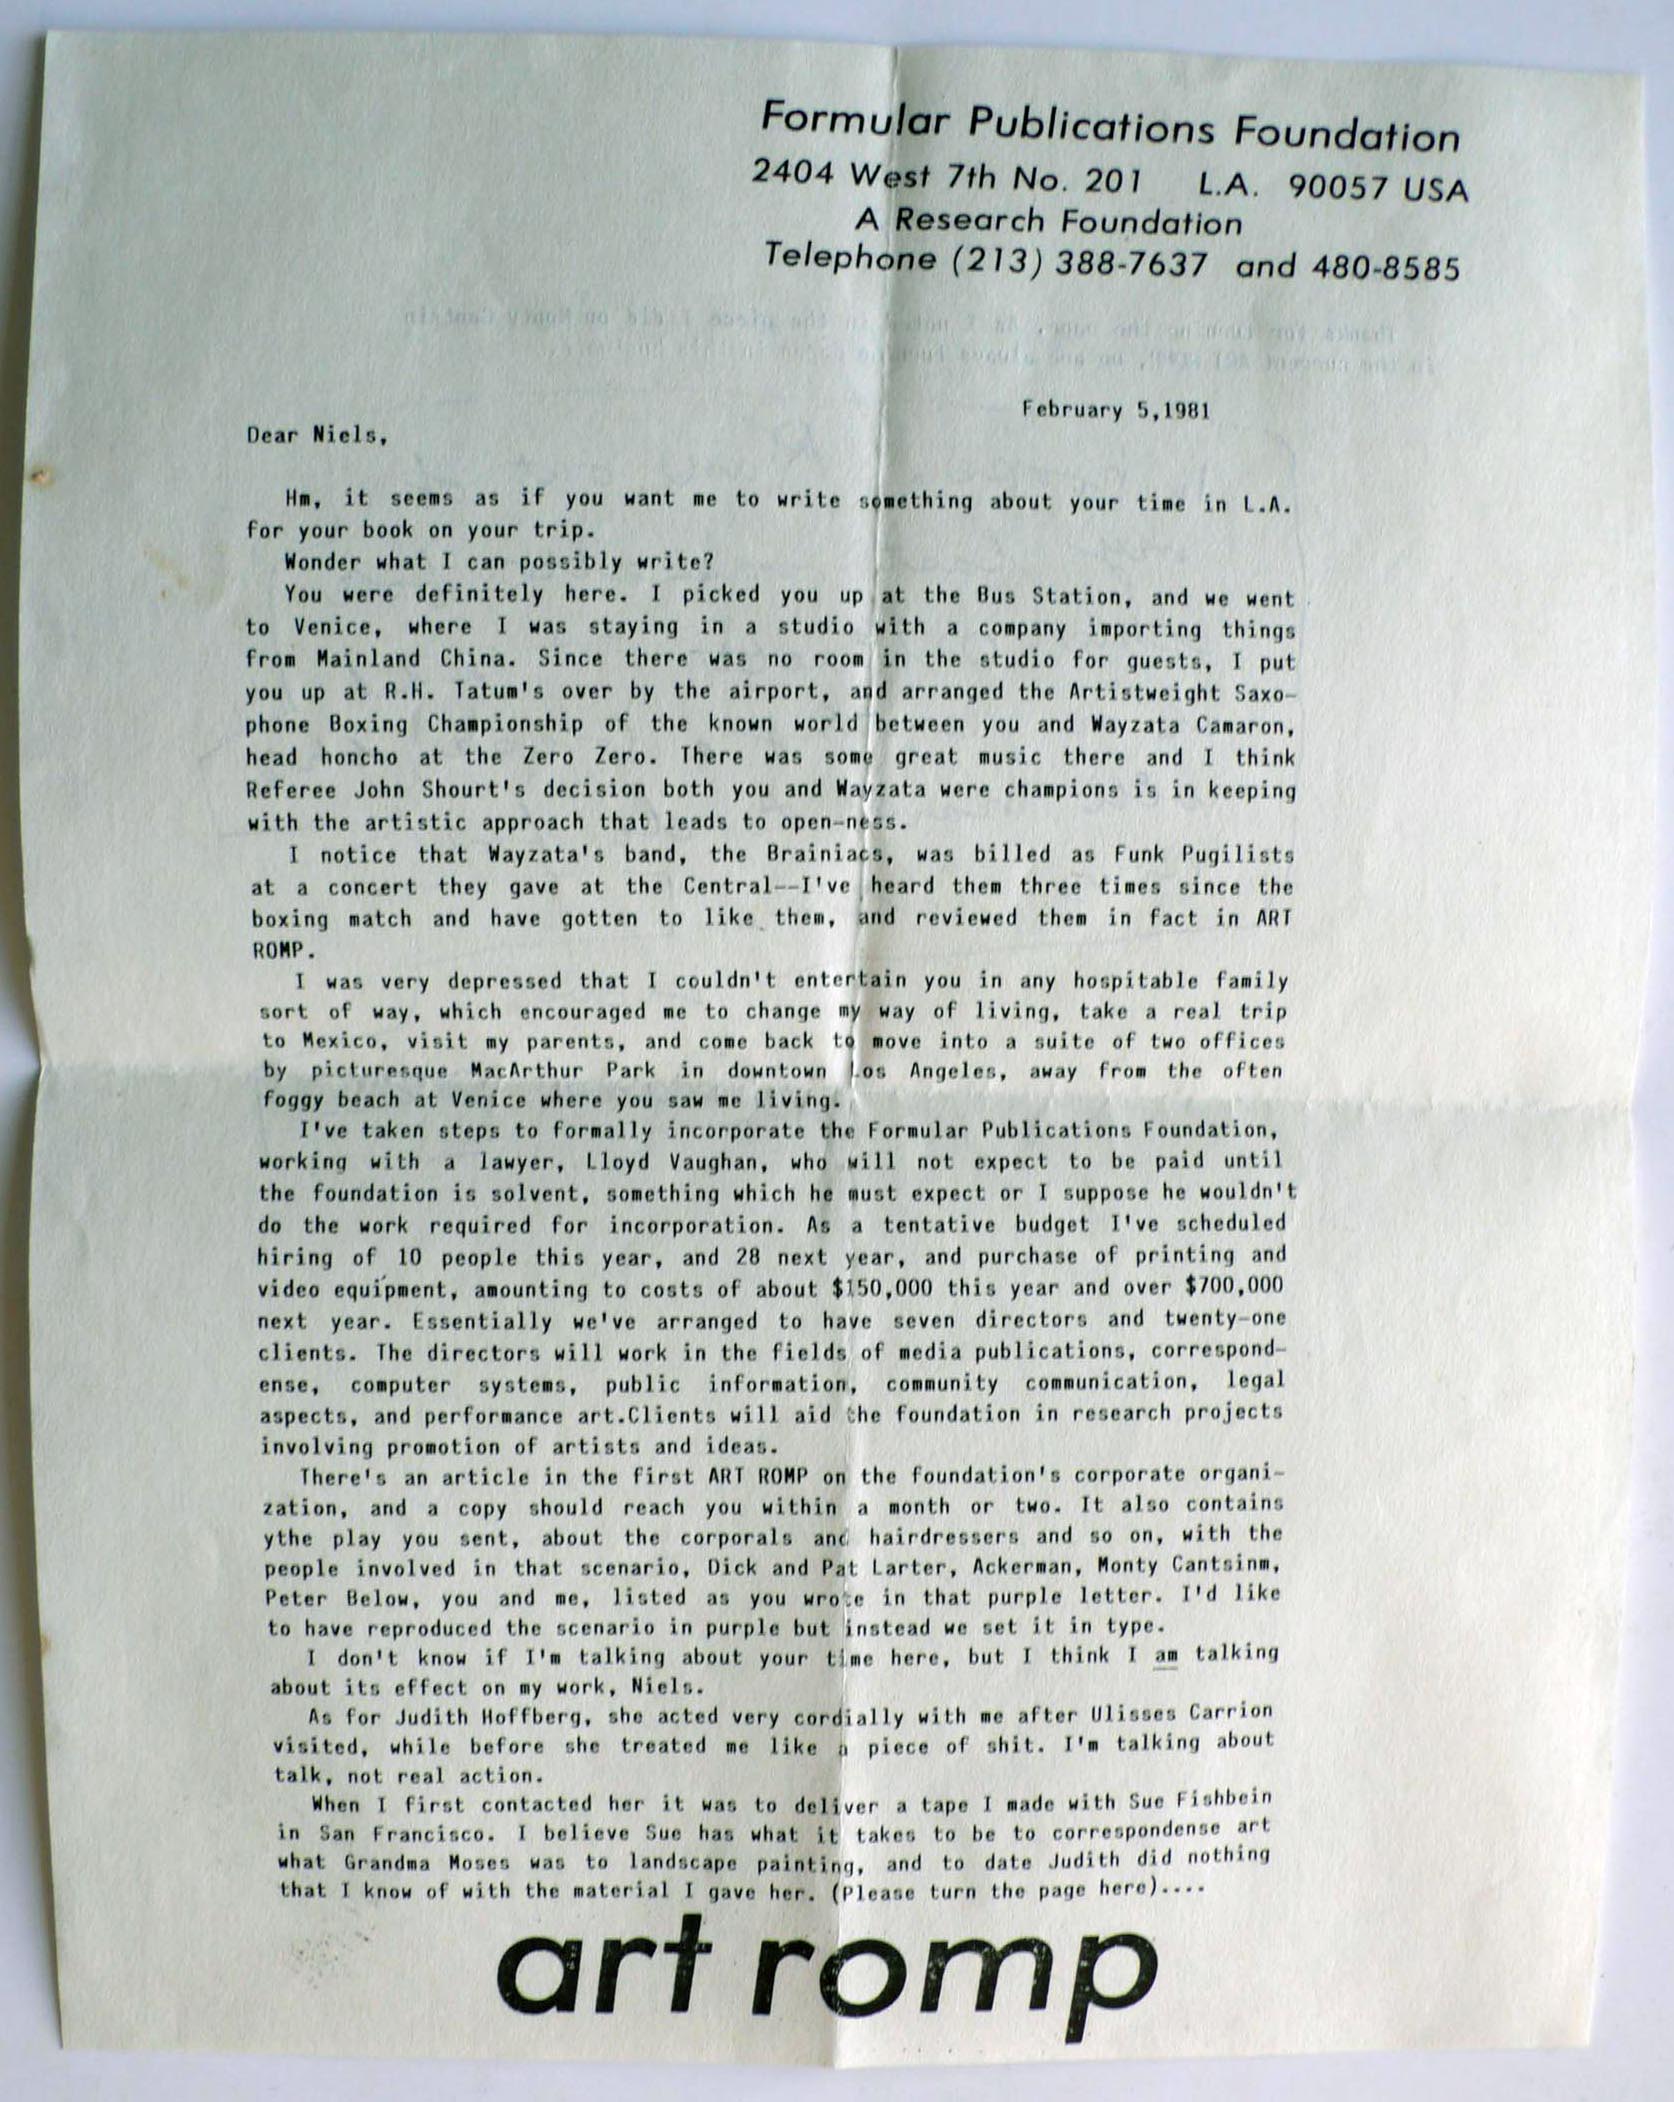 Formular Publications Foundation
2404 West 7th No. 201 L.A. 90057 USA
A Research Foundation
Telephone (213) 388-7637 and 480-8585
February 5,1981
Dear Niels,
Hm, it seems as if you want me to write something about your time in L.A.
for your book on your trip.
Wonder what I can possibly write?
You were definitely here. I picked you up at the Bus Station, and we went
to Venice, where I was staying in a studio with a company importing things
from Mainland China. Since there was no room in the studio for guests, I put
you up at R.H. Tatum's over by the airport, and arranged the Artistweight Saxo-
phone Boxing Championship of the known world between you and Wayzata Camaron,
head honcho at the Zero Zero. There was some great music there and I think
Referee John Shourt's decision both you and Wayzata were champions is in keeping
with the artistic approach that leads to open-ness.
I notice that Wayzata's band, the Brainiacs, was billed as Funk Pugilists
at a concert they gave at the Central--I've heard them three times since the
boxing match and have gotten to like them, and reviewed them in fact in ART
ROMP.
I was very depressed that I couldn't entertain you in any hospitable family
sort of way, which encouraged me to change my way of living, take a real trip
to Mexico, visit my parents, and come back to move into a suite of two offices
by picturesque MacArthur Park in downtown Los Angeles, away from the often
foggy beach at Venice where you saw me living.
I've taken steps to formally incorporate the Formular Publications Foundation,
working with a lawyer, Lloyd Vaughan, who will not expect to be paid until
the foundation is solvent, something which he must expect or I suppose he wouldn't
do the work required for incorporation. As a tentative budget I've scheduled
hiring of 10 people this year, and 28 next year, and purchase of printing and
video equipment, amounting to costs of about $150,000 this year and over $700,000
next year. Essentially we've arranged to have seven directors and twenty-one
clients. The directors will work in the fields of media publications, correspond-
ense, computer systems, public information, community communication, legal
aspects, and performance art.Clients will aid the foundation in research projects
involving promotion of artists and ideas.
There's an article in the first ART ROMP on the foundation's corporate organi-
zation, and a copy should reach you within a month or two. It also contains
ythe play you sent, about the corporals and hairdressers and so on, with the
people involved in that scenario, Dick and Pat Larter, Ackerman, Monty Cantsinm,
Peter Below, you and me, listed as you wrote in that purple letter. I'd like
to have reproduced the scenario in purple but instead we set it in type.
I don't know if I'm talking about your time here, but I think I am talking
about its effect on my work, Niels.
As for Judith Hoffberg, she acted very cordially with me after Ulisses Carrion
visited, while before she treated me like a piece of shit. I'm talking about
talk, not real action.
When I first contacted her it was to deliver a tape I made with Sue Fishbein
in San Francisco. I believe Sue has what it takes to be to correspondense art
what Grandma Moses was to landscape painting, and to date Judith did nothing
that I know of with the material I gave her. (Please turn the page here)....
art romp